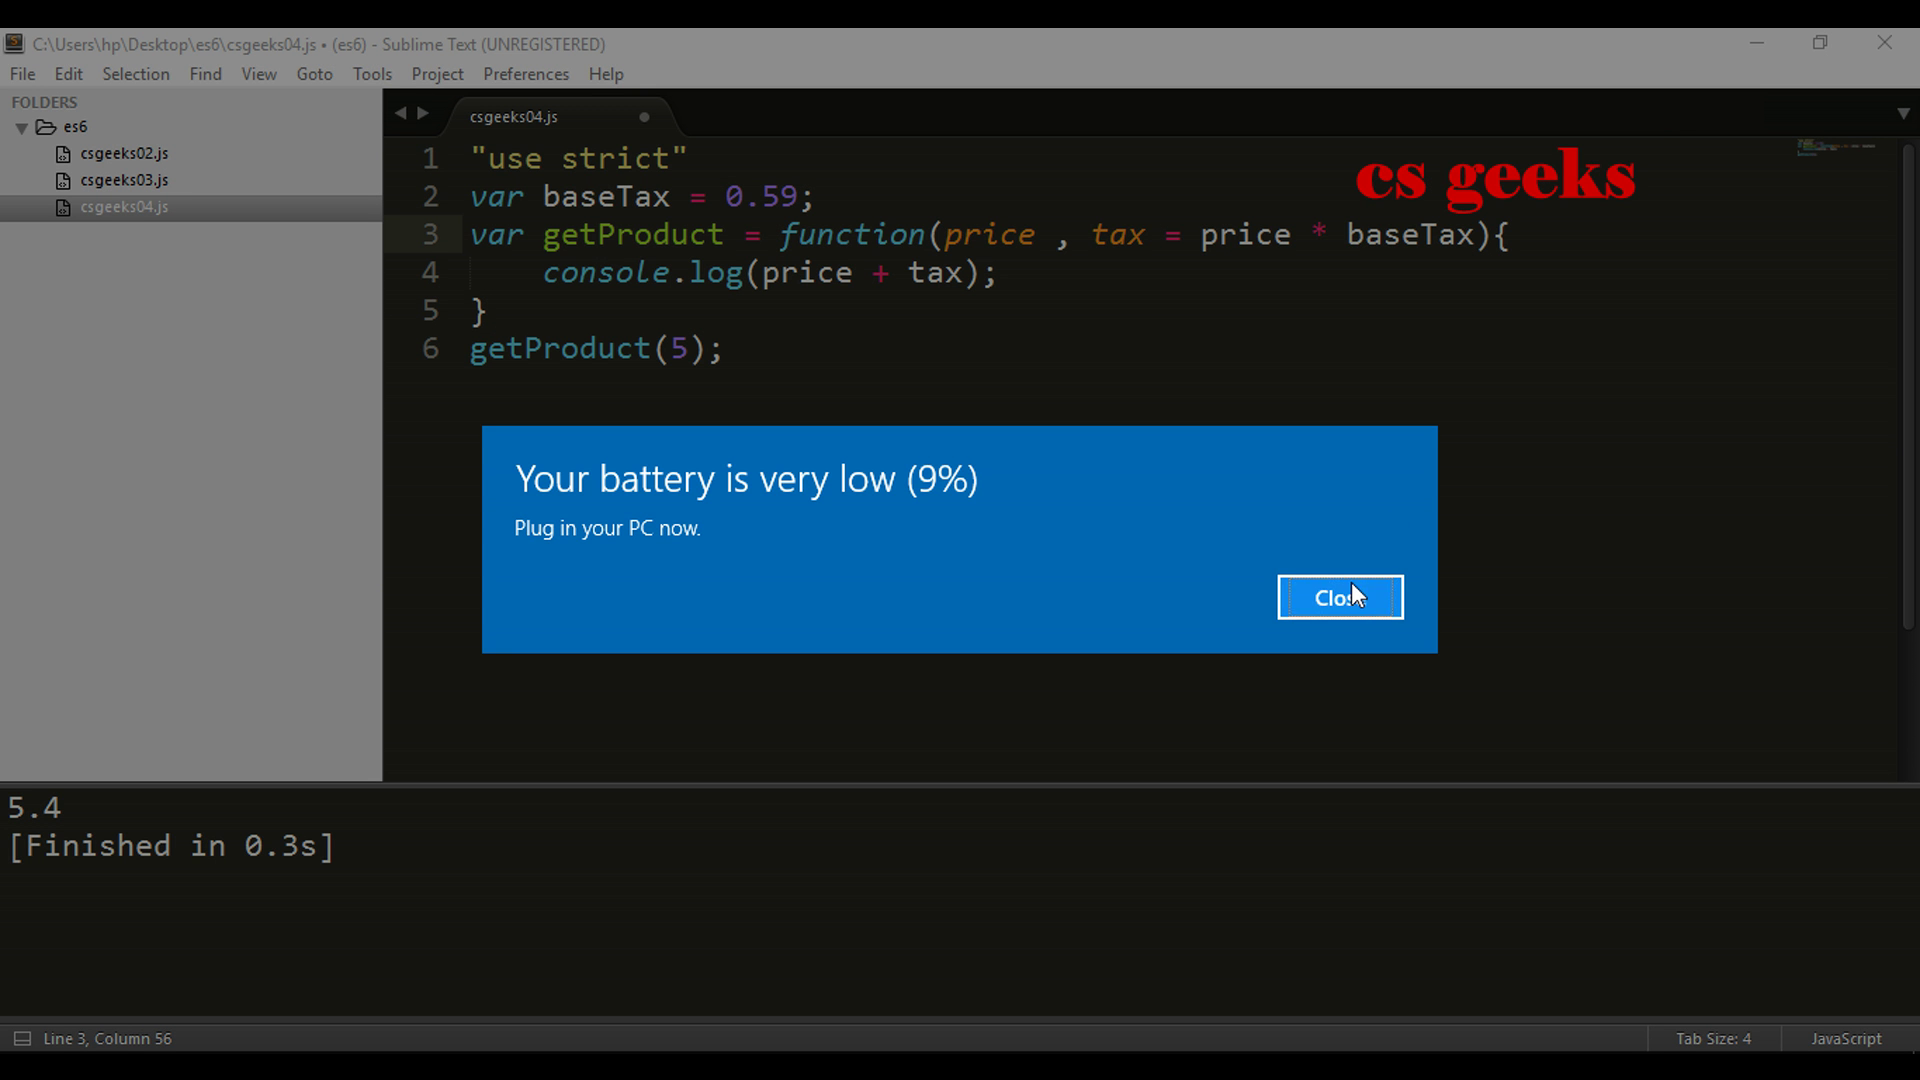 C:\Users\hp\Desktop\es6\csgeeks04.js • (es6) - Sublime Text (UNREGISTERED)
File Edit Selection Find View Goto Tools Project Preferences Help
FOLDERS
es6
csgeeks02.js
csgeeks03.js
csgeeks04.js
csgeeks04.js
cs geeks
1 "use strict"
2 var baseTax = 0.59;
3 var getProduct = function(price , tax = price * baseTax){
4 console.log(price + tax);
5 }
6 getProduct(5);
Your battery is very low (9%)
Plug in your PC now.
5.4
[Finished in 0.3s]
Line 3, Column 56
Tab Size: 4
JavaScript